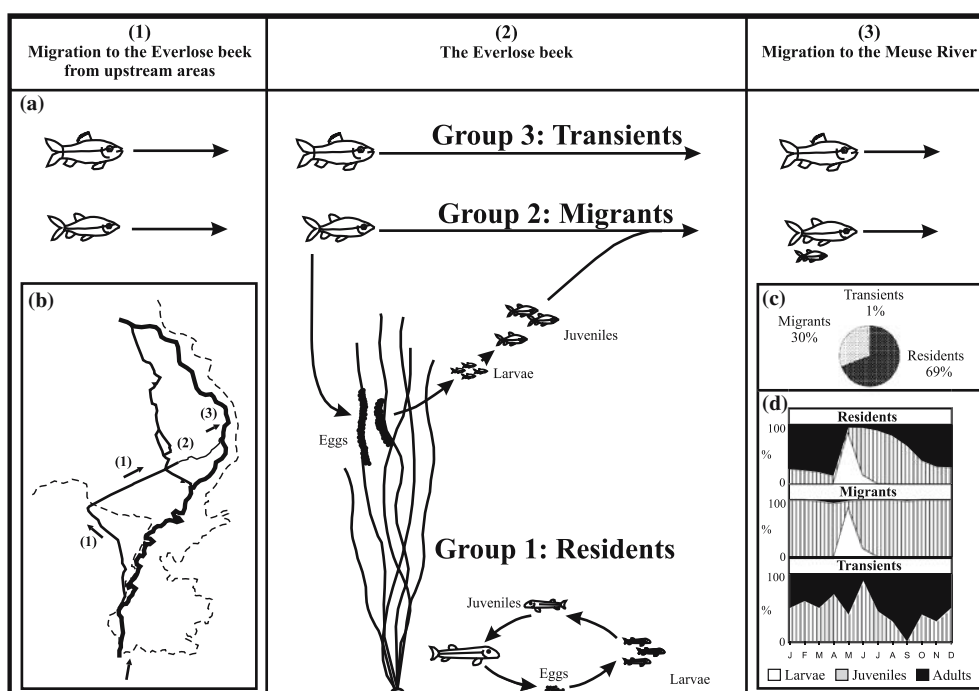 (1)
Migration to the Everlose beek
from upstream areas
(2)
The Everlose beek
(3)
Migration to the Meuse River
(a)
Group 3: Transients
Group 2: Migrants
(b)
(3)
(2)
(1)
(1)
Juveniles
Larvae
Eggs
Group 1: Residents
Juveniles
Eggs
Larvae
(c)
Transients
1%
Migrants
30%
Residents
69%
(d)
Residents
100
%
0
Migrants
100
%
0
Transients
100
%
0
J F M A M J J A S O N D
Larvae Juveniles Adults